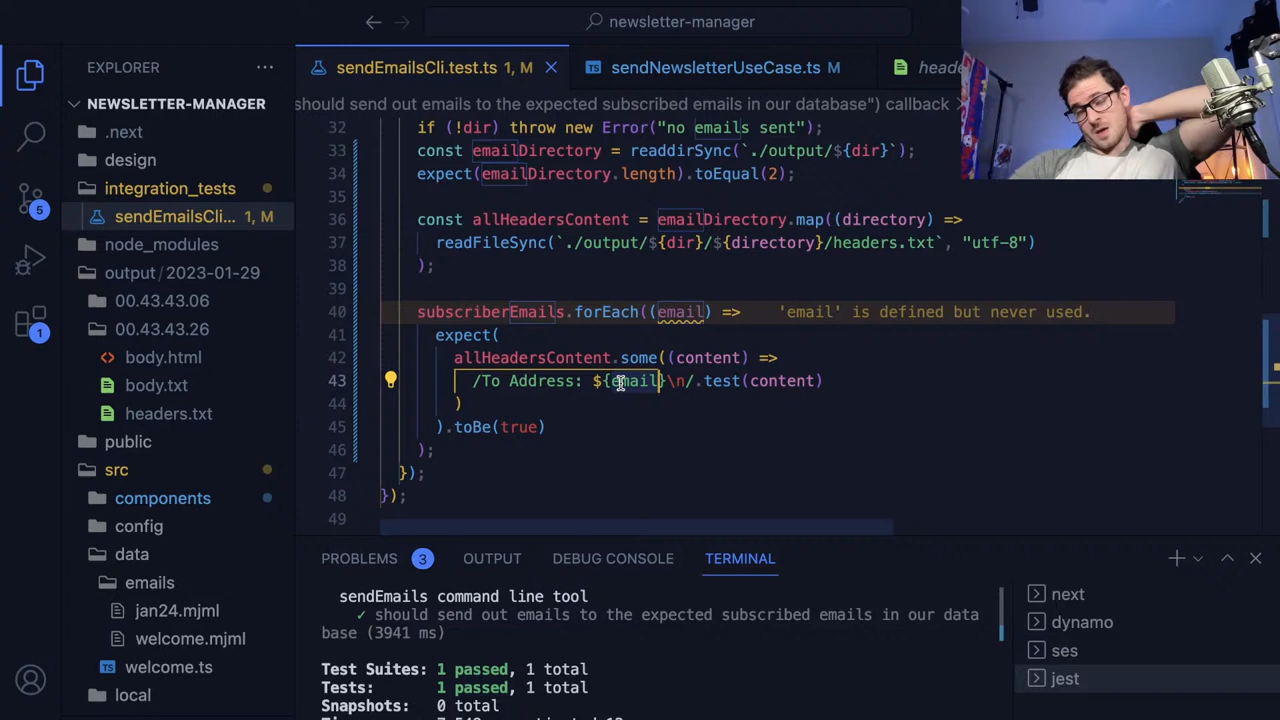 newsletter-manager
EXPLORER
sendEmailsCli.test.ts 1, M
TS sendNewsletterUseCase.ts M
heade
NEWSLETTER-MANAGER
should send out emails to the expected subscribed emails in our database") callback
.next
design
integration_tests
sendEmailsCli... 1, M
node_modules
output/2023-01-29
00.43.43.06
00.43.43.26
body.html
body.txt
headers.txt
public
src
components
config
data
emails
jan24.mjml
welcome.mjml
TS welcome.ts
local
5
1
32 if (!dir) throw new Error("no emails sent");
33 const emailDirectory = readdirSync(`./output/${dir}`);
34 expect(emailDirectory.length).toEqual(2);
35
36 const allHeadersContent = emailDirectory.map((directory) =>
37 readFileSync(`./output/${dir}/${directory}/headers.txt`, "utf-8")
38 );
39
40 subscriberEmails.forEach((email) => 'email' is defined but never used.
41 expect(
42 allHeadersContent.some((content) =>
43 /To Address: ${email}\n/.test(content)
44 )
45 ).toBe(true)
46 );
47 });
48 });
49
PROBLEMS 3 OUTPUT DEBUG CONSOLE TERMINAL
sendEmails command line tool
✓ should send out emails to the expected subscribed emails in our data
base (3941 ms)
Test Suites: 1 passed, 1 total
Tests: 1 passed, 1 total
Snapshots: 0 total
next
dynamo
ses
jest